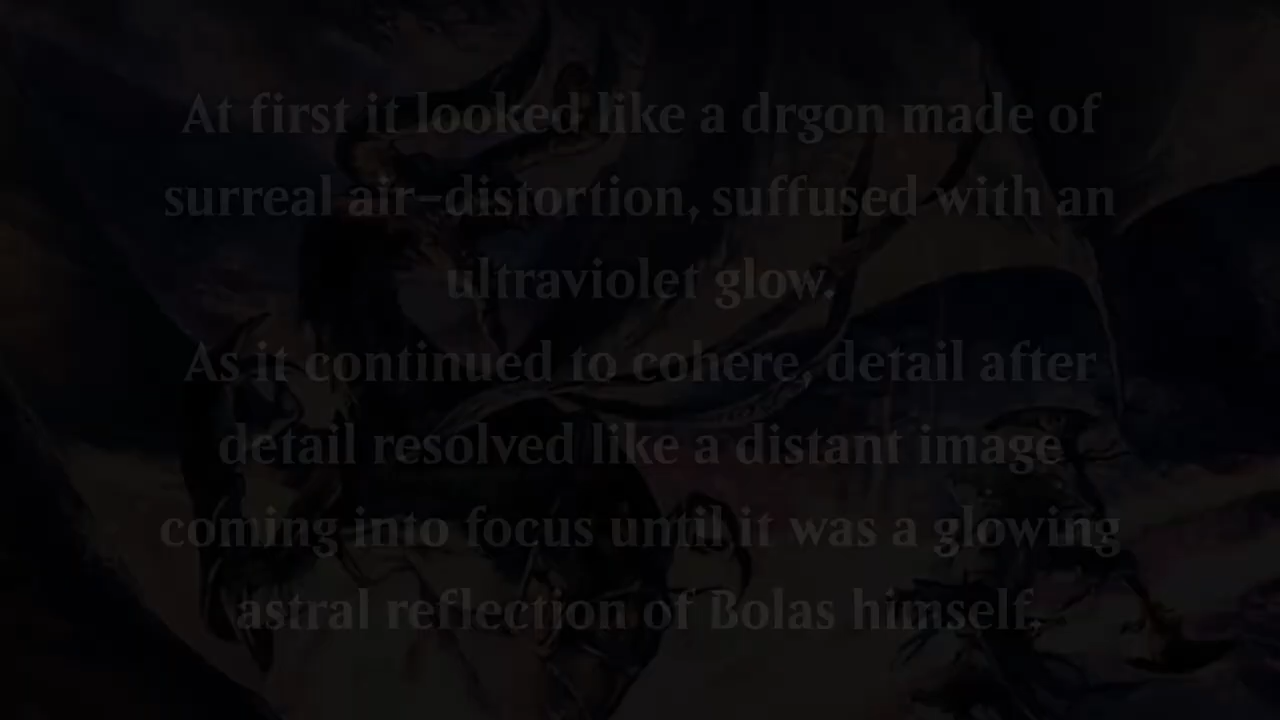 At first it looked like a drgon made of
surreal air-distortion, suffused with an
ultraviolet glow.
As it continued to cohere, detail after
detail resolved like a distant image
coming into focus until it was a glowing
astral reflection of Bolas himself.